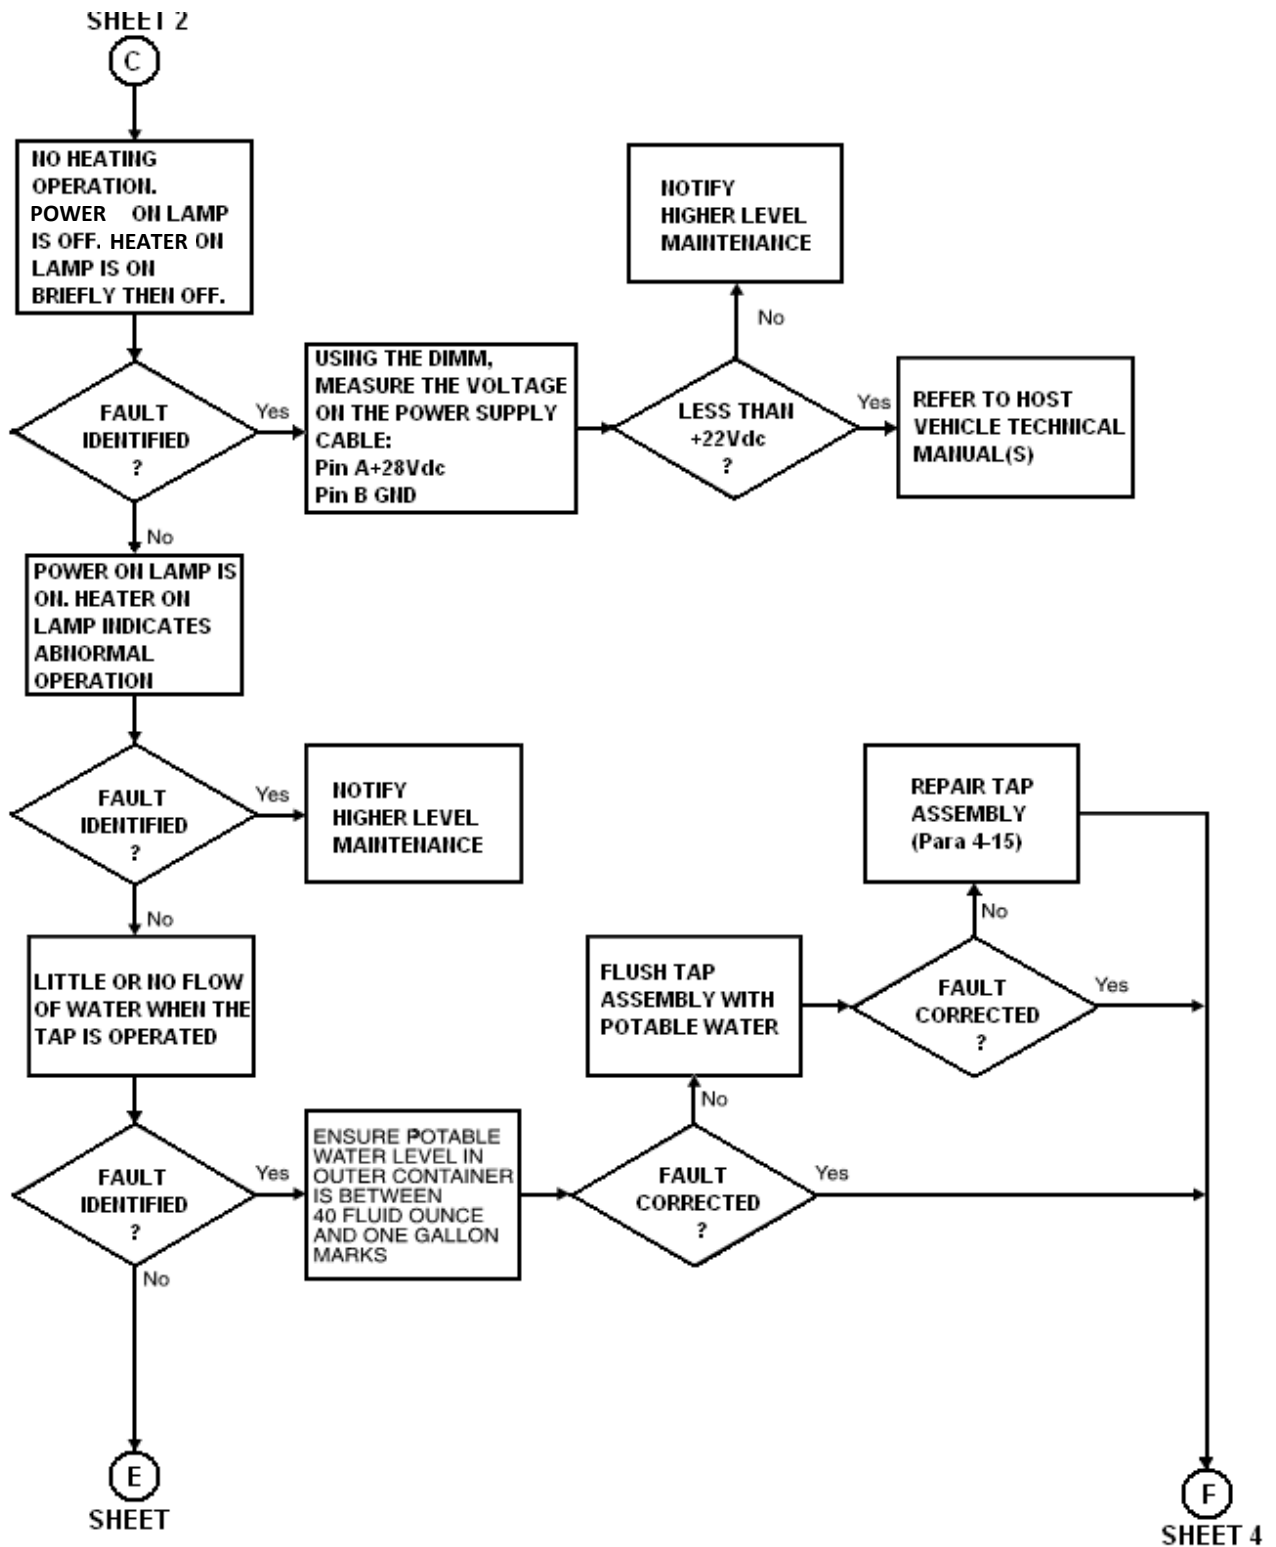 SHEET 2
C
NO HEATING
OPERATION.
POWER ON LAMP
IS OFF. HEATER ON
LAMP IS ON
BRIEFLY THEN OFF.
NOTIFY
HIGHER LEVEL
MAINTENANCE
No
FAULT
IDENTIFIED
?
Yes
USING THE DIMM,
MEASURE THE VOLTAGE
ON THE POWER SUPPLY
CABLE:
Pin A+28Vdc
Pin B GND
LESS THAN
+22Vdc
?
Yes
REFER TO HOST
VEHICLE TECHNICAL
MANUAL(S)
No
POWER ON LAMP IS
ON. HEATER ON
LAMP INDICATES
ABNORMAL
OPERATION
FAULT
IDENTIFIED
?
Yes
NOTIFY
HIGHER LEVEL
MAINTENANCE
REPAIR TAP
ASSEMBLY
(Para 4-15)
No
No
LITTLE OR NO FLOW
OF WATER WHEN THE
TAP IS OPERATED
FLUSH TAP
ASSEMBLY WITH
POTABLE WATER
FAULT
CORRECTED
?
Yes
No
FAULT
IDENTIFIED
?
Yes
ENSURE POTABLE
WATER LEVEL IN
OUTER CONTAINER
IS BETWEEN
40 FLUID OUNCE
AND ONE GALLON
MARKS
FAULT
CORRECTED
?
Yes
No
E
SHEET
F
SHEET 4